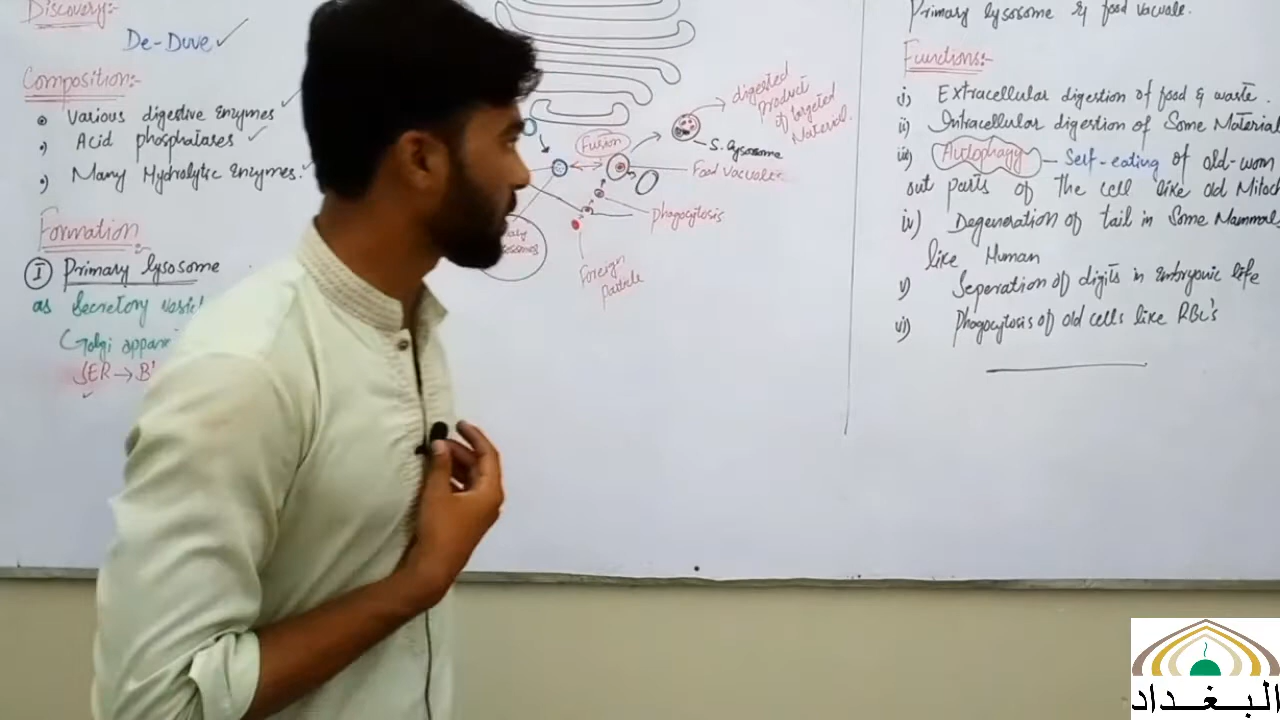 Discovery:-
De-Duve
Composition:-
Various digestive Enzymes
Acid phosphatases
Many Hydrolytic Enzymes.
Formation
I Primary lysosome
as Secretory
Golgi
SER → B
Fusion
digested
Product
of targeted
Material.
S. lysosome
Food vacuole
phagocytosis
Foreign
Particle
Primary lysosome & food vacuole.
Functions:-
i) Extracellular digestion of food & waste.
ii) Intracellular digestion of Some Material
iii) Autophagy - Self-eating of old-worn
out parts of the cell like old Mitoch
iv) Degeneration of tail in Some Mammal
like Human
v) Seperation of digits in Embryonic life
vi) Phagocytosis of old cells like RBC's
البغداد